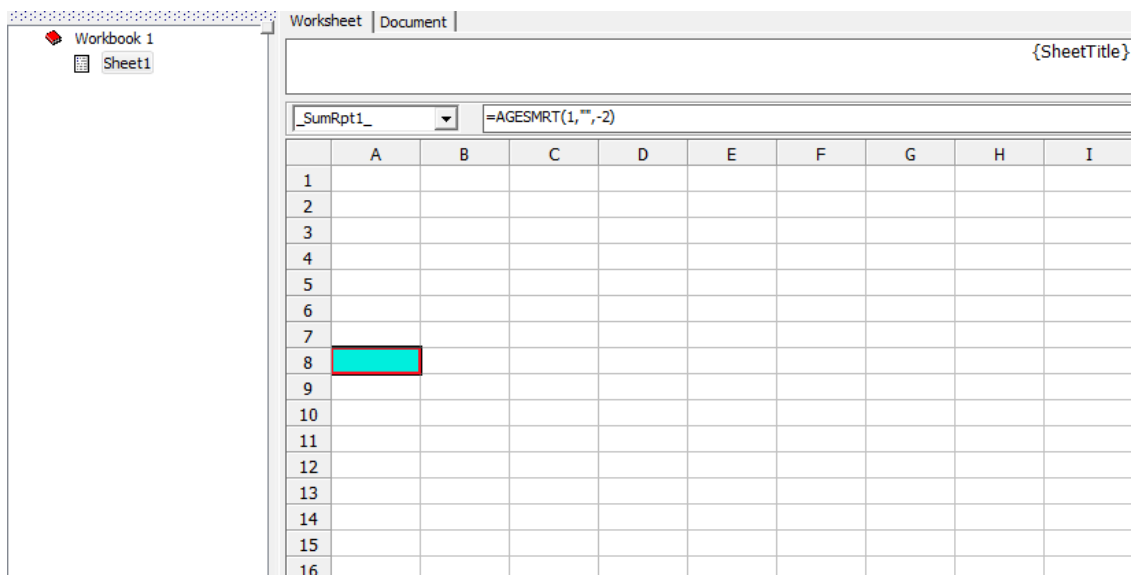 Workbook 1
Sheet1
Worksheet Document
{SheetTitle}
_SumRpt1_ =AGESMRT(1,"",-2)
A B C D E F G H I
1
2
3
4
5
6
7
8
9
10
11
12
13
14
15
16